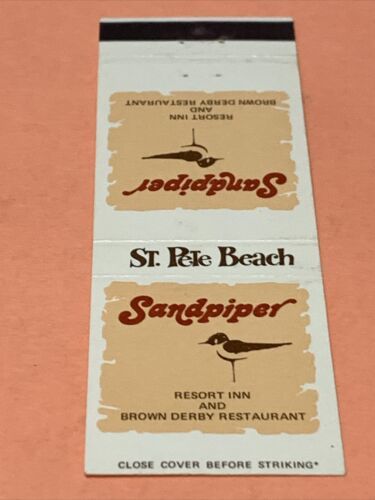 RESORT INN
AND
BROWN DERBY RESTAURANT
Sandpiper
ST. PeTe Beach
Sandpiper
RESORT INN
AND
BROWN DERBY RESTAURANT
CLOSE COVER BEFORE STRIKING*